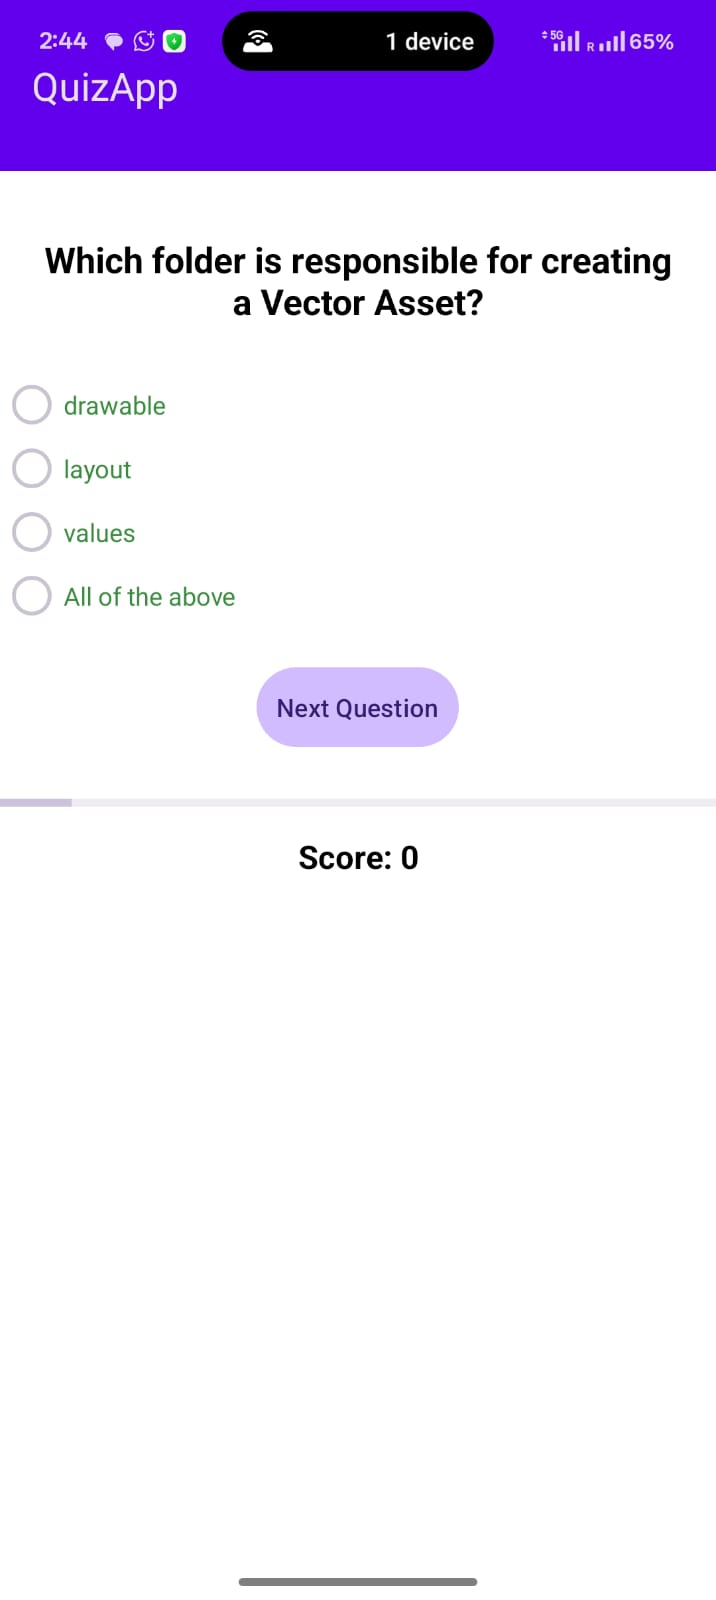 2:44 1 device 5G R 65%
QuizApp
Which folder is responsible for creating
a Vector Asset?
drawable
layout
values
All of the above
Next Question
Score: 0